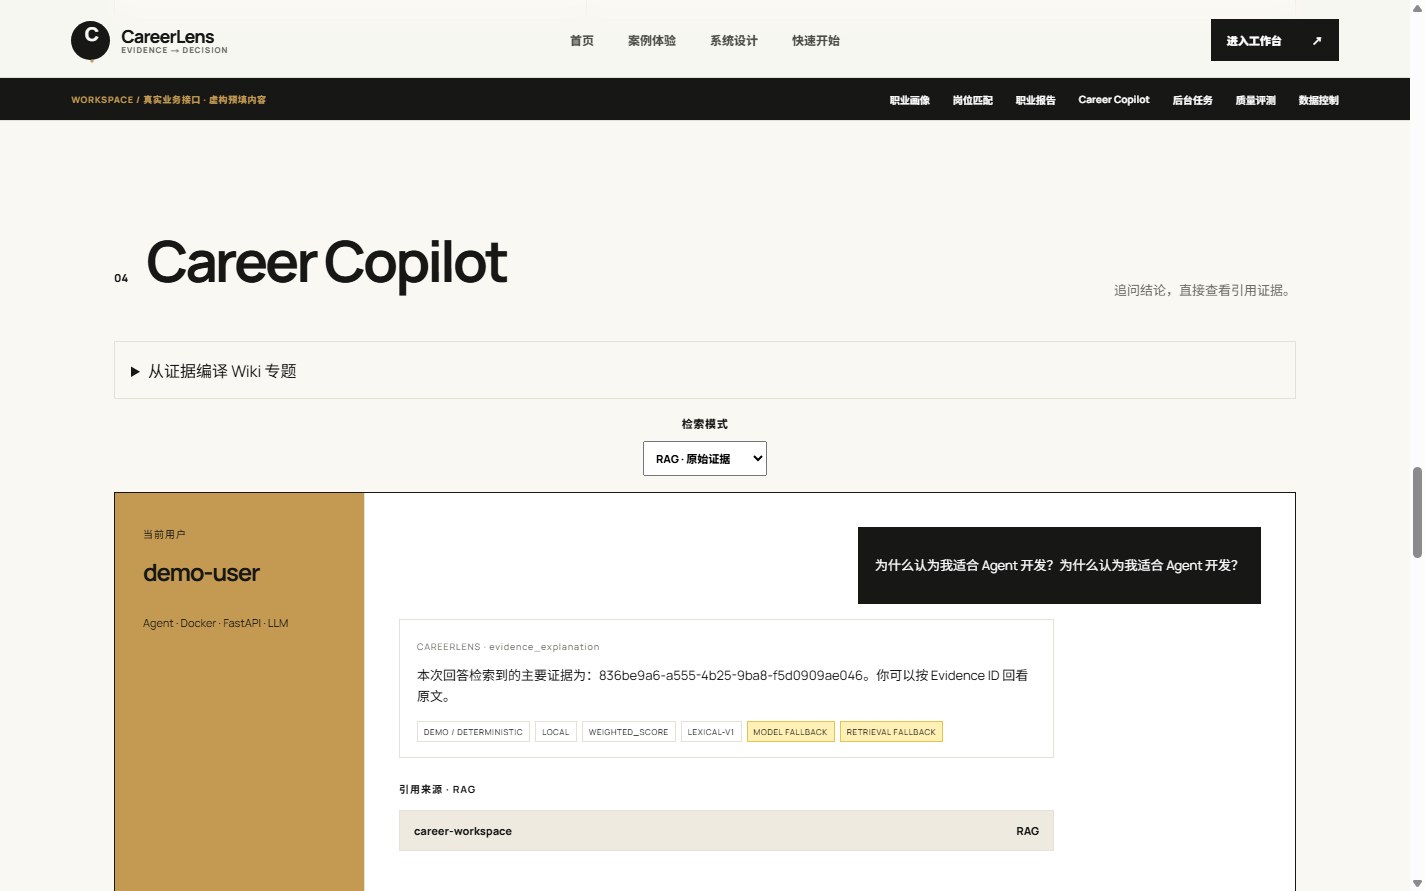 C
CareerLens
EVIDENCE → DECISION
首页
案例体验
系统设计
快速开始
进入工作台 ↗
WORKSPACE / 真实业务接口 · 虚构预填内容
职业画像
岗位匹配
职业报告
Career Copilot
后台任务
质量评测
数据控制
04
Career Copilot
追问结论，直接查看引用证据。
▶ 从证据编译 Wiki 专题
检索模式
RAG · 原始证据
当前用户
demo-user
Agent · Docker · FastAPI · LLM
为什么认为我适合 Agent 开发？为什么认为我适合 Agent 开发？
CAREERLENS · evidence_explanation
本次回答检索到的主要证据为：836be9a6-a555-4b25-9ba8-f5d0909ae046。你可以按 Evidence ID 回看
原文。
DEMO / DETERMINISTIC
LOCAL
WEIGHTED_SCORE
LEXICAL-V1
MODEL FALLBACK
RETRIEVAL FALLBACK
引用来源 · RAG
career-workspace
RAG